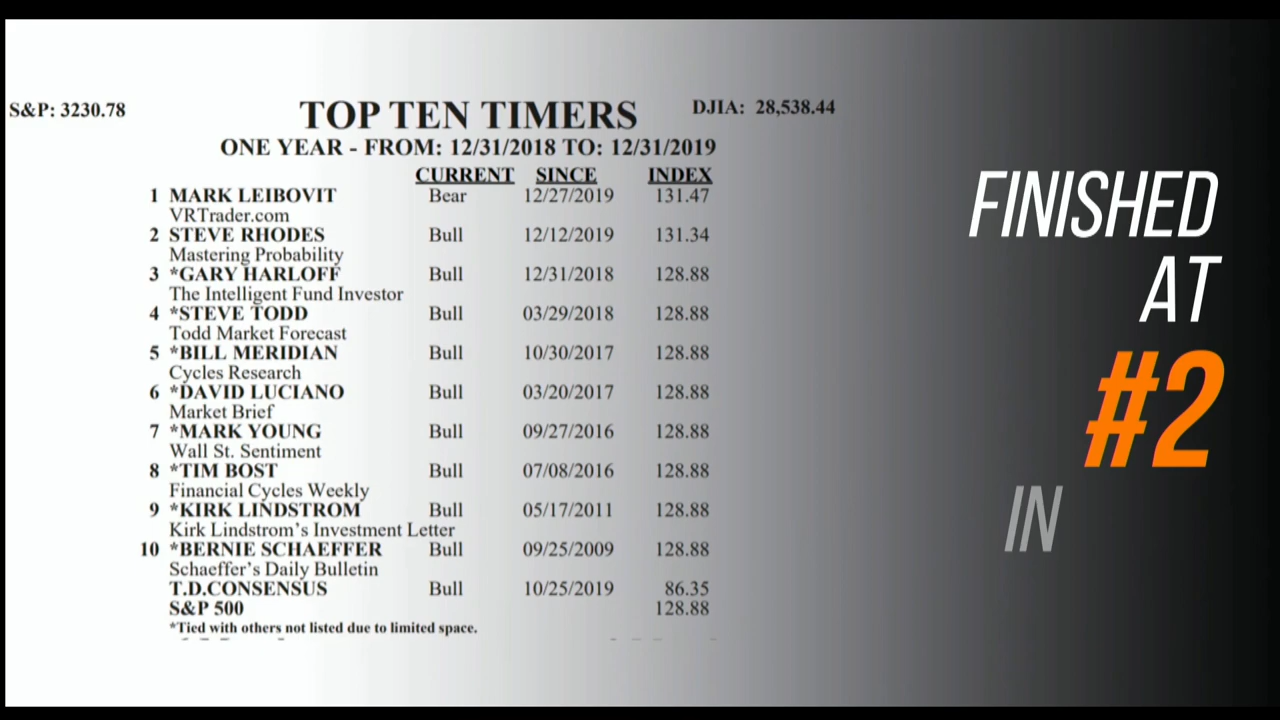 S&P: 3230.78
TOP TEN TIMERS
DJIA: 28,538.44
ONE YEAR - FROM: 12/31/2018 TO: 12/31/2019
CURRENT SINCE INDEX
1 MARK LEIBOVIT Bear 12/27/2019 131.47
VRTrader.com
2 STEVE RHODES Bull 12/12/2019 131.34
Mastering Probability
3 *GARY HARLOFF Bull 12/31/2018 128.88
The Intelligent Fund Investor
4 *STEVE TODD Bull 03/29/2018 128.88
Todd Market Forecast
5 *BILL MERIDIAN Bull 10/30/2017 128.88
Cycles Research
6 *DAVID LUCIANO Bull 03/20/2017 128.88
Market Brief
7 *MARK YOUNG Bull 09/27/2016 128.88
Wall St. Sentiment
8 *TIM BOST Bull 07/08/2016 128.88
Financial Cycles Weekly
9 *KIRK LINDSTROM Bull 05/17/2011 128.88
Kirk Lindstrom's Investment Letter
10 *BERNIE SCHAEFFER Bull 09/25/2009 128.88
Schaeffer's Daily Bulletin
T.D.CONSENSUS Bull 10/25/2019 86.35
S&P 500 128.88
*Tied with others not listed due to limited space.
FINISHED
AT
#2
IN